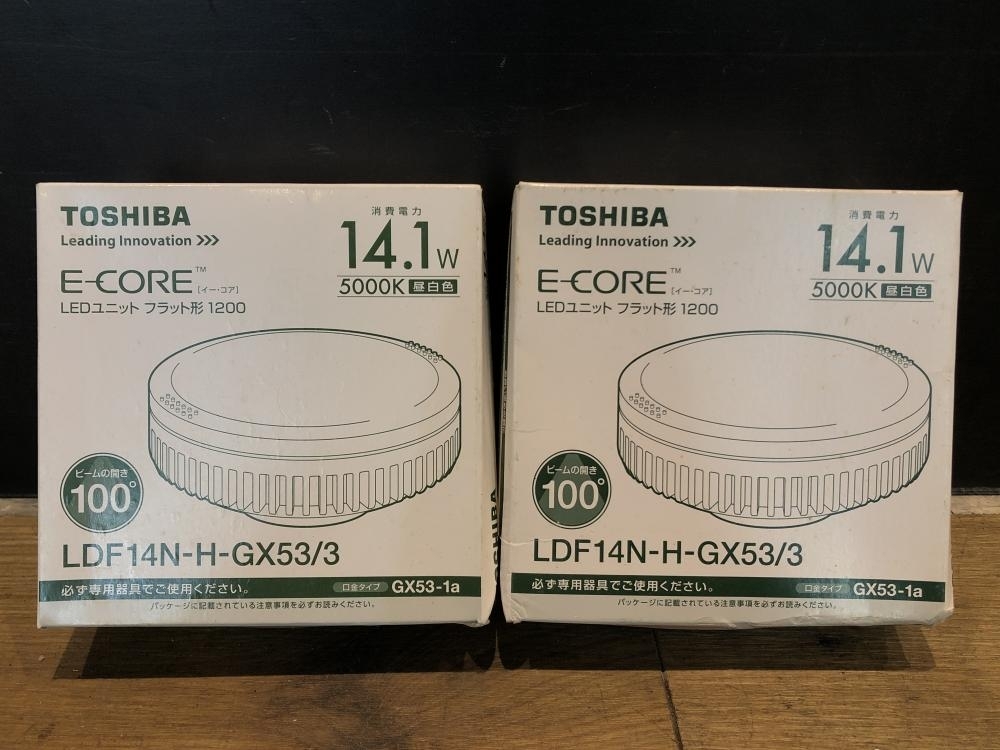 TOSHIBA
Leading Innovation >>>
消費電力
14.1W
5000K 昼白色
E-CORE™
[イー・コア]
LEDユニット フラット形 1200
ビームの開き
100°
LDF14N-H-GX53/3
必ず専用器具でご使用ください。 口金タイプ GX53-1a
パッケージに記載されている注意事項を必ずお読みください。
TOSHIBA
TOSHIBA
Leading Innovation >>>
消費電力
14.1W
5000K 昼白色
E-CORE™
[イー・コア]
LEDユニット フラット形 1200
ビームの開き
100°
LDF14N-H-GX53/3
必ず専用器具でご使用ください。 口金タイプ GX53-1a
パッケージに記載されている注意事項を必ずお読みください。